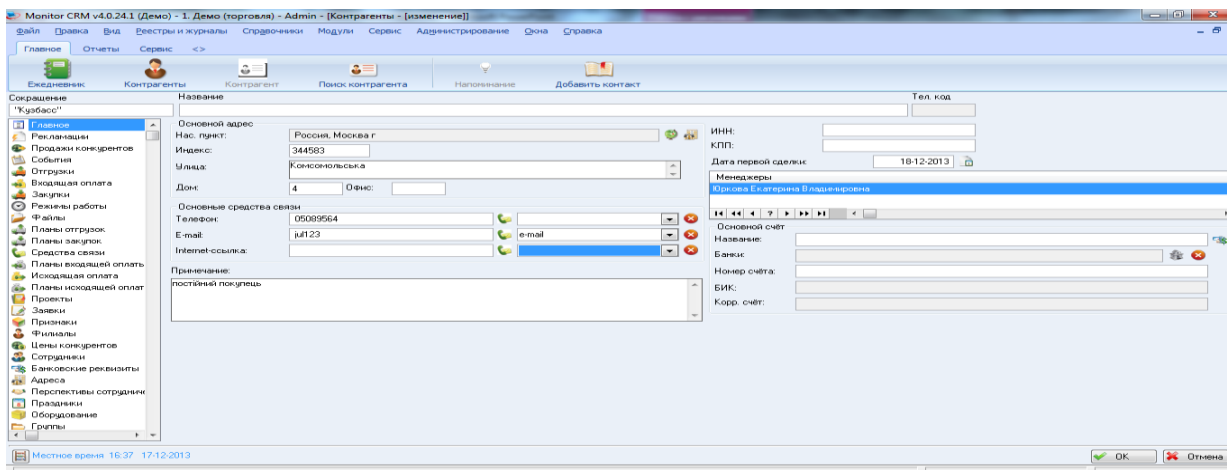 Monitor CRM v4.0.24.1 (Демо) - 1. Демо (торговля) - Admin - [Контрагенты - [изменение]]
Файл Правка Вид Реестры и журналы Справочники Модули Сервис Администрирование Окна Справка
Главное Отчеты Сервис <>
Ежедневник Контрагенты Контрагент Поиск контрагента Напоминание Добавить контакт
Сокращение Название Тел. код
"Кузбасс"
Главное
Рекламации
Продажи конкурентов
События
Отгрузки
Входящая оплата
Закупки
Режимы работы
Файлы
Планы отгрузок
Планы закупок
Средства связи
Планы входящей оплать
Исходящая оплата
Планы исходящей оплат
Проекты
Заявки
Признаки
Филиалы
Цены конкурентов
Сотрудники
Банковские реквизиты
Адреса
Перспективы сотрудниче
Праздники
Оборудование
Группы
Основной адрес
Нас. пункт: Россия, Москва г
Индекс: 344583
Улица: Комсомольська
Дом: 4 Офис:
Основные средства связи
Телефон: 05089564
E-mail: jul123 e-mail
Internet-ссылка:
Примечание:
постійний покупець
ИНН:
КПП:
Дата первой сделки: 18-12-2013
Менеджеры
Юркова Екатерина Владимировна
Основной счёт
Название:
Банки:
Номер счёта:
БИК:
Корр. счёт:
Местное время 16:37 17-12-2013
OK Отмена